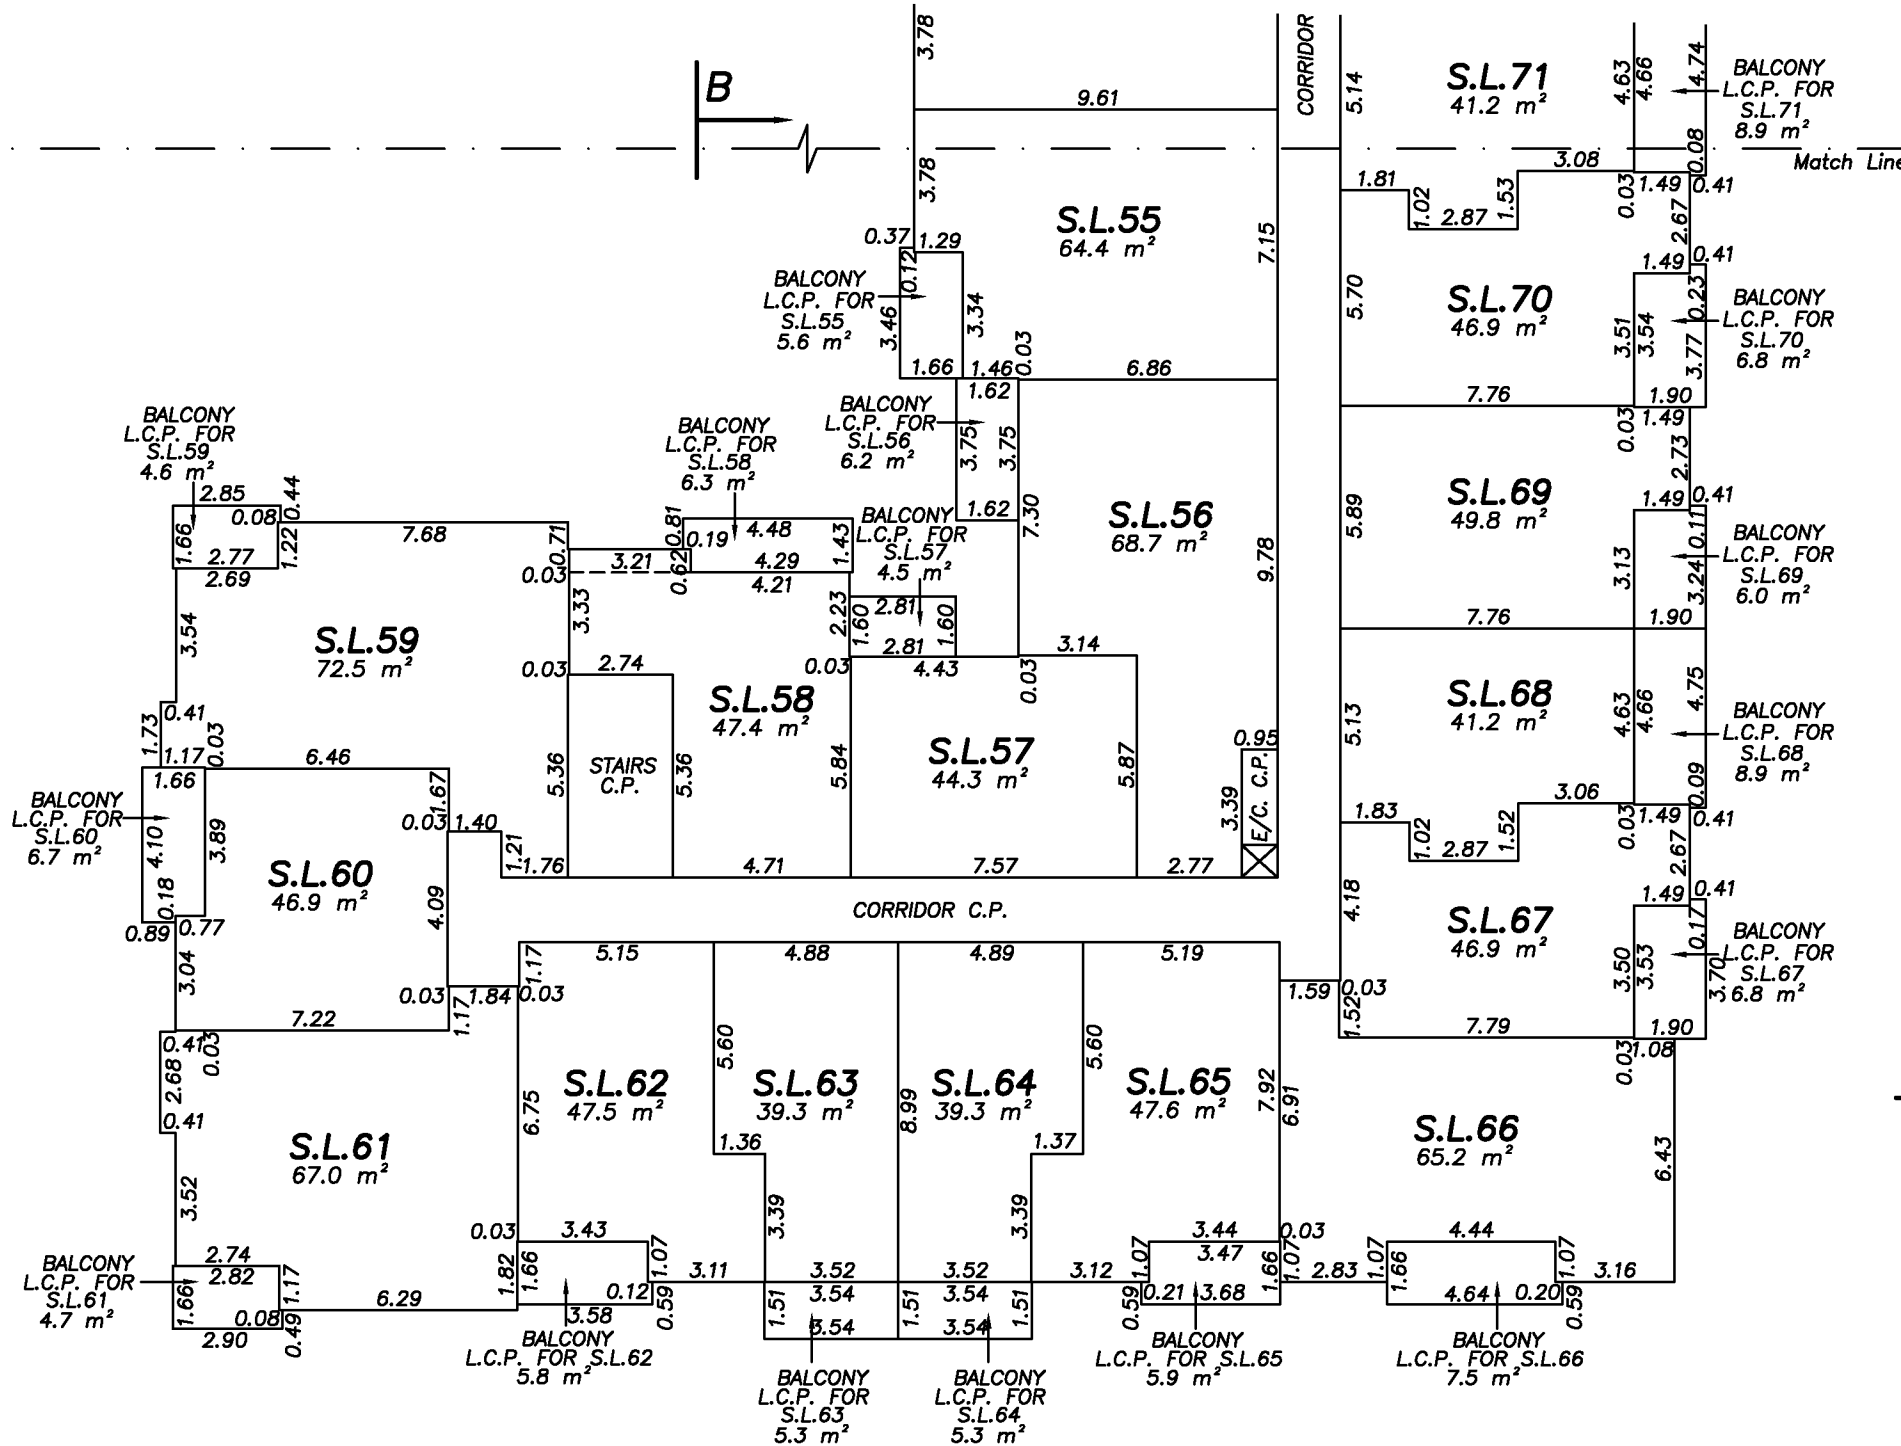 B
3.78
9.61
CORRIDOR
5.14
S.L.71
41.2 m²
4.63
4.66
4.74
0.08
BALCONY
L.C.P. FOR
S.L.71
8.9 m²
Match Line
3.78
S.L.55
64.4 m²
7.15
0.37
1.29
0.12
3.46
3.34
1.66
1.46
0.03
6.86
BALCONY
L.C.P. FOR
S.L.55
5.6 m²
1.81
1.02
2.87
1.53
3.08
0.03
1.49
0.41
2.67
5.70
S.L.70
46.9 m²
1.49
0.41
0.23
3.51
3.54
3.77
1.90
7.76
BALCONY
L.C.P. FOR
S.L.70
6.8 m²
BALCONY
L.C.P. FOR
S.L.56
6.2 m²
1.62
3.75
3.75
1.62
7.30
S.L.56
68.7 m²
9.78
0.03
1.49
2.73
5.89
S.L.69
49.8 m²
1.49
0.41
0.11
3.13
3.24
7.76
1.90
BALCONY
L.C.P. FOR
S.L.69
6.0 m²
BALCONY
L.C.P. FOR
S.L.59
4.6 m²
2.85
0.44
0.08
1.66
1.22
2.77
2.69
7.68
0.71
3.54
S.L.59
72.5 m²
0.41
1.73
1.17
0.03
6.46
BALCONY
L.C.P. FOR
S.L.58
6.3 m²
0.81
4.48
0.19
1.43
3.21
0.62
4.29
4.21
0.03
3.33
2.23
0.03
2.74
S.L.58
47.4 m²
5.36
STAIRS
C.P.
5.36
5.84
4.71
BALCONY
L.C.P. FOR
S.L.57
4.5 m²
2.81
1.60
1.60
2.81
0.03
4.43
0.03
3.14
S.L.57
44.3 m²
5.87
7.57
2.77
0.95
3.39
E/C. C.P.
5.13
S.L.68
41.2 m²
4.63
4.66
4.75
0.09
BALCONY
L.C.P. FOR
S.L.68
8.9 m²
1.83
1.02
2.87
1.52
3.06
0.03
1.49
0.41
2.67
4.18
S.L.67
46.9 m²
1.49
0.41
0.17
3.50
3.53
3.70
7.79
1.90
BALCONY
L.C.P. FOR
S.L.67
6.8 m²
1.66
BALCONY
L.C.P. FOR
S.L.60
6.7 m²
4.10
3.89
0.18
0.89
0.77
S.L.60
46.9 m²
1.67
0.03
1.40
1.21
1.76
4.09
3.04
7.22
0.03
1.84
1.17
CORRIDOR C.P.
1.17
0.03
5.15
4.88
4.89
5.19
1.59
0.03
1.52
0.41
0.03
2.68
0.41
S.L.61
67.0 m²
3.52
2.74
2.82
1.17
1.66
0.08
2.90
0.49
6.29
BALCONY
L.C.P. FOR
S.L.61
4.7 m²
6.75
S.L.62
47.5 m²
5.60
S.L.63
39.3 m²
8.99
S.L.64
39.3 m²
5.60
S.L.65
47.6 m²
7.92
6.91
S.L.66
65.2 m²
0.03
1.08
6.43
1.36
3.39
1.37
3.39
0.03
3.43
1.82
1.66
1.07
0.12
0.59
3.58
3.11
3.52
3.54
1.51
3.54
1.51
3.52
3.54
1.51
3.54
3.12
1.07
3.44
3.47
1.66
0.59
0.21
3.68
0.03
1.07
2.83
1.07
4.44
1.66
1.07
4.64
0.20
0.59
3.16
BALCONY
L.C.P. FOR S.L.62
5.8 m²
BALCONY
L.C.P. FOR
S.L.63
5.3 m²
BALCONY
L.C.P. FOR
S.L.64
5.3 m²
BALCONY
L.C.P. FOR S.L.65
5.9 m²
BALCONY
L.C.P. FOR S.L.66
7.5 m²